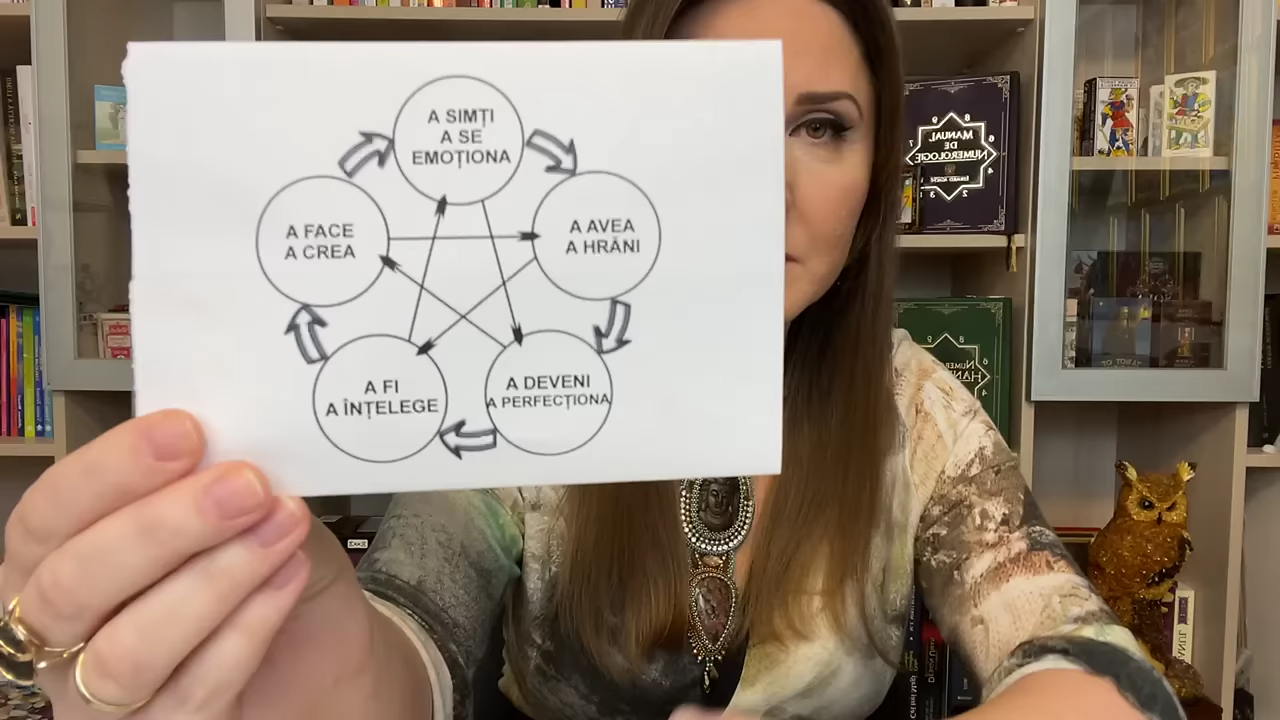 A SIMȚI
A SE
EMOȚIONA
A FACE
A CREA
A AVEA
A HRĂNI
A FI
A ÎNȚELEGE
A DEVENI
A PERFECȚIONA
MANUAL
DE
NUMEROLOGIE